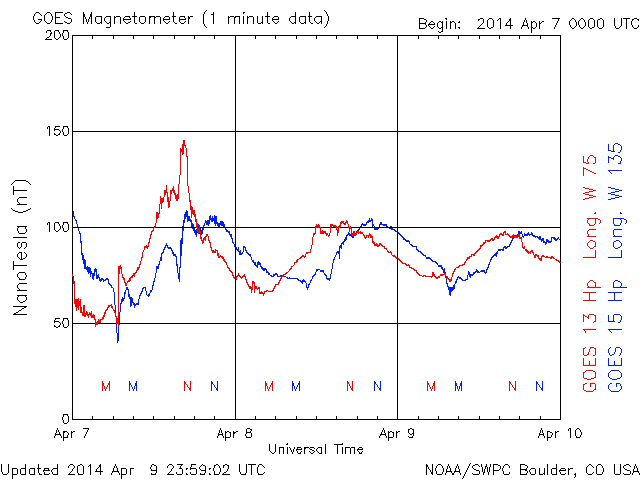 GOES Magnetometer (1 minute data)
Begin: 2014 Apr 7 0000 UTC
200
150
100
50
0
NanoTesla (nT)
M M N N M M N N M M N N
Apr 7 Apr 8 Apr 9 Apr 10
Universal Time
GOES 13 Hp Long. W 75
GOES 15 Hp Long. W 135
Updated 2014 Apr 9 23:59:02 UTC
NOAA/SWPC Boulder, CO USA